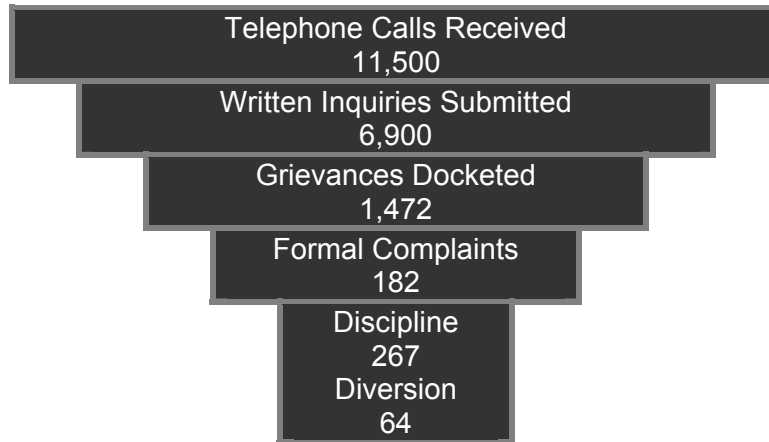 Telephone Calls Received
11,500
Written Inquiries Submitted
6,900
Grievances Docketed
1,472
Formal Complaints
182
Discipline
267
Diversion
64